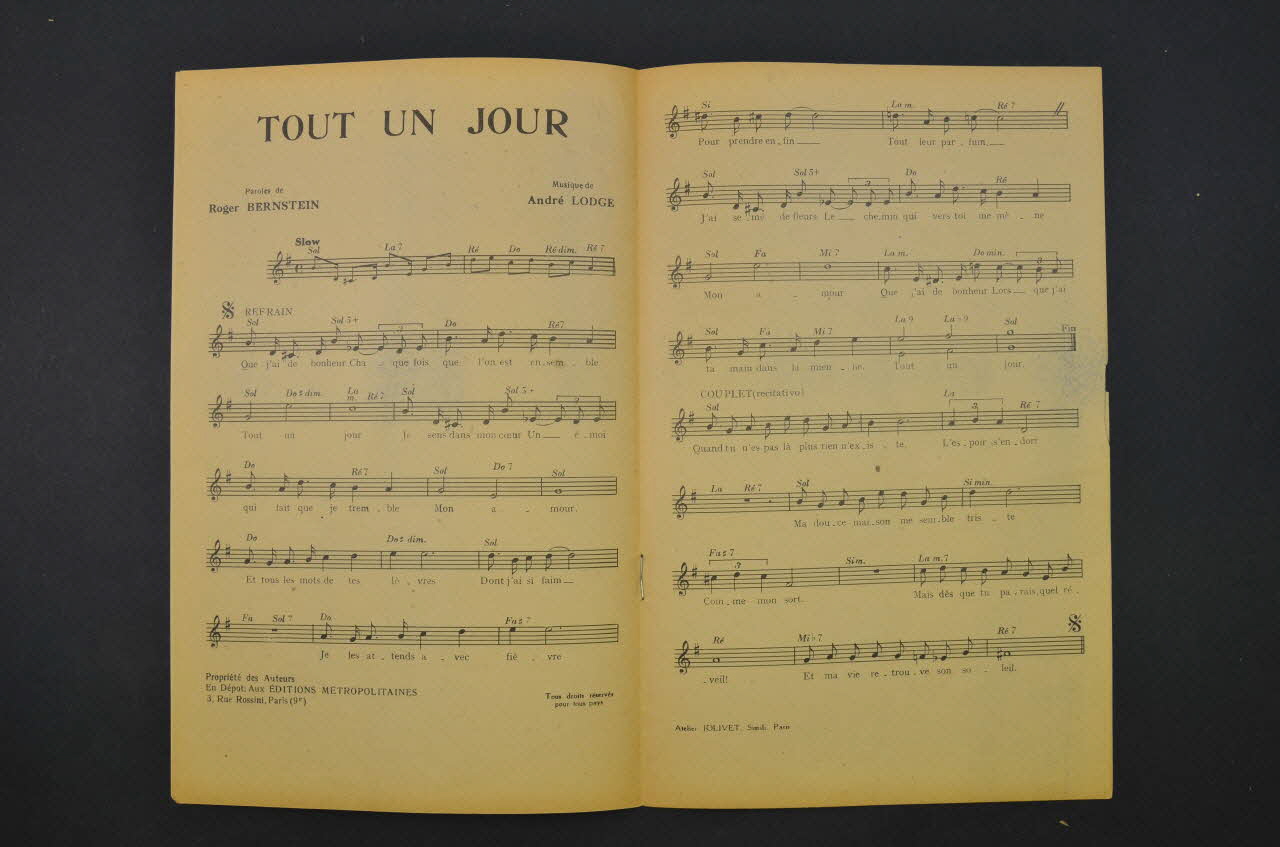 TOUT UN JOUR
Paroles de
Roger BERNSTEIN
Musique de
André LODGE
Slow
Sol La 7 Ré Do Ré dim. Ré 7
REFRAIN
Sol Sol 5+ 3 Do Ré7
Que j'ai de bonheur Cha - que fois que l'on est en. sem. ble
Sol Do♯ dim. La m. Ré 7 Sol Sol 5+ 3
Tout un jour Je sens dans mon cœur Un é. moi
Do Ré 7 Sol Do 7 Sol
qui fait que je trem. ble Mon a - mour.
Do Do♯ dim. Sol
Et tous les mots de tes lè. vres Dont j'ai si faim
Fa Sol 7 Do Fa♯ 7
Je les at. tends a. vec fiè. vre
Propriété des Auteurs
En Dépot: Aux ÉDITIONS MÉTROPOLITAINES
3, Rue Rossini, Paris (9e)
Tous droits réservés
pour tous pays
Si La m. Ré 7
Pour prendre en. fin Tout leur par. fum.
Sol Sol 5+ 3 Do Ré
J'ai se. mé de fleurs Le che. min qui vers toi me mè. ne
Sol Fa Mi 7 La m. Do min. 3
Mon a - mour Que j'ai de bonheur Lors que j'ai
Sol Fa Mi 7 La 9 La♭9 Sol Fin
ta main dans la mien. ne. Tout un jour.
COUPLET (recitativo)
Sol La 3 Ré 7
Quand tu n'es pas là plus rien n'ex. is. te. L'es. poir s'en. dort
La Ré 7 Sol Si min.
Ma dou. ce mai. son me sem. ble tris. te
Fa♯ 7 3 Si m. La m. 7
Com. me mon sort. Mais dès que tu pa. rais, quel ré.
Ré Mi♭7 Ré 7
. veil! Et ma vie re. trou. ve son so. leil.
Atelier JOLIVET, Simili. Paris